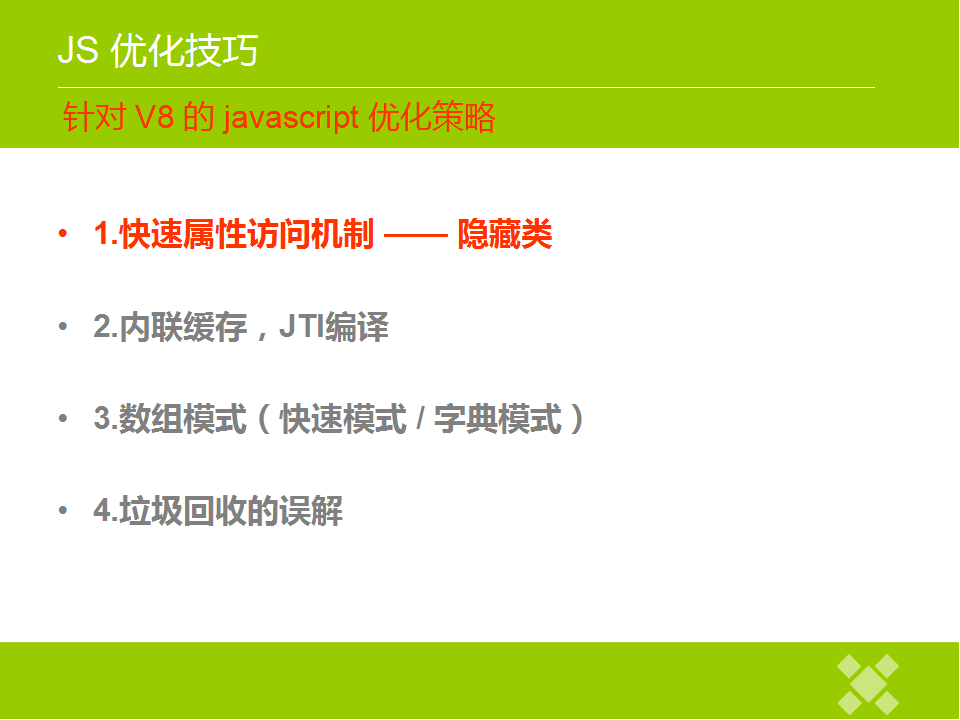 JS 优化技巧
针对 V8 的 javascript 优化策略
• 1.快速属性访问机制 —— 隐藏类
• 2.内联缓存，JTI编译
• 3.数组模式（快速模式 / 字典模式）
• 4.垃圾回收的误解